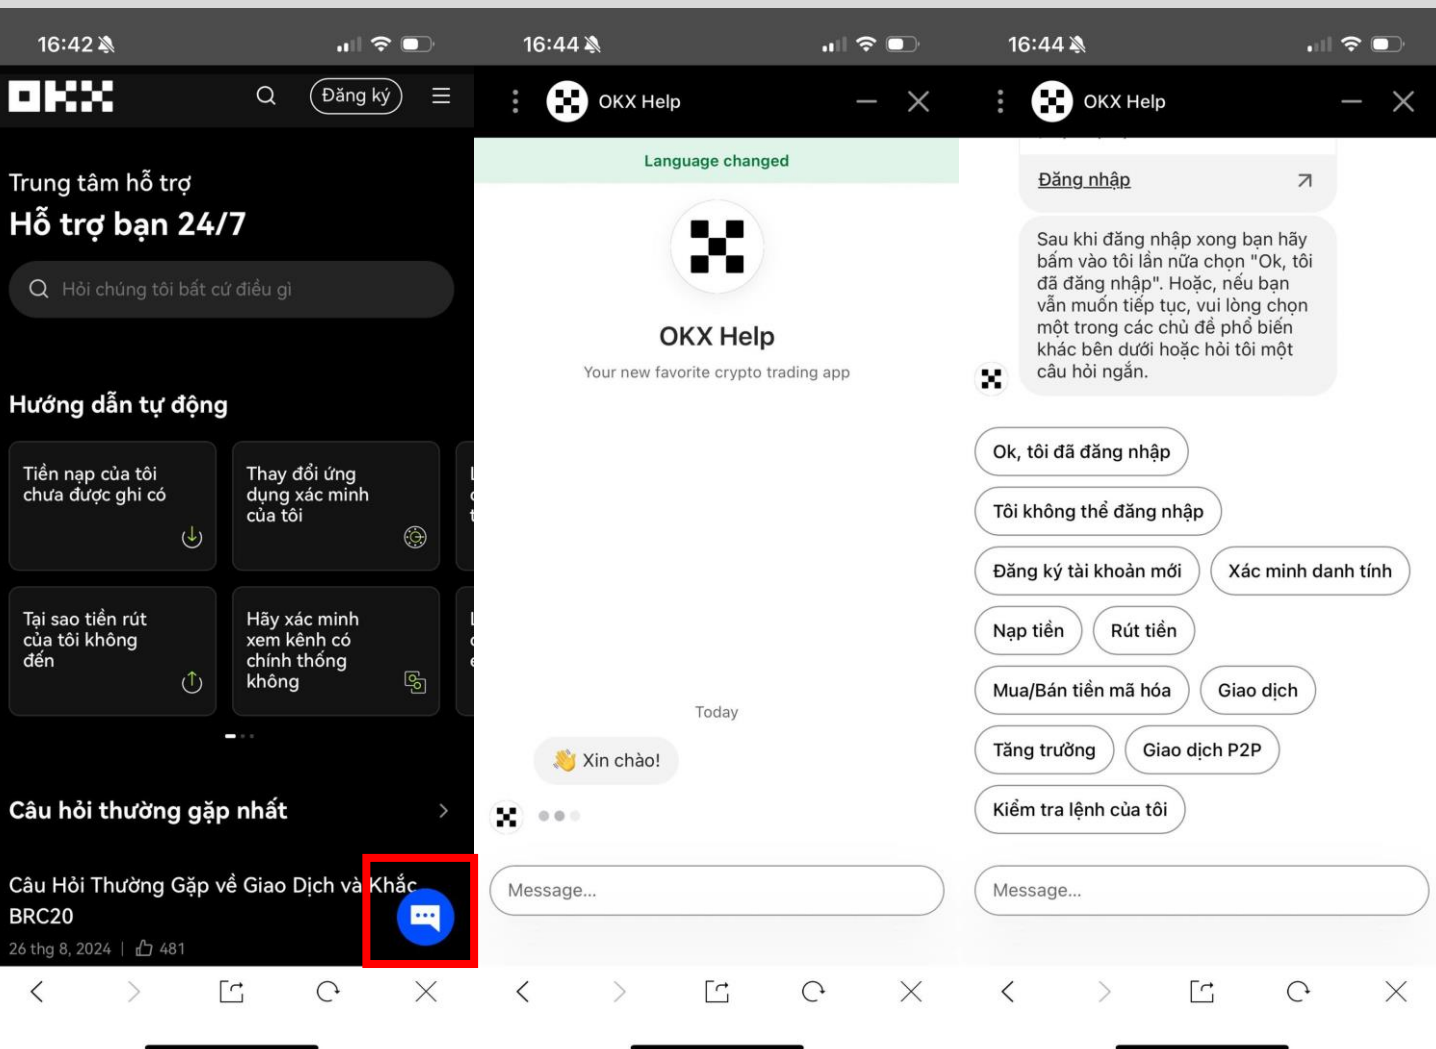 16:42
OKX
Đăng ký
Trung tâm hỗ trợ
Hỗ trợ bạn 24/7
Hỏi chúng tôi bất cứ điều gì
Hướng dẫn tự động
Tiền nạp của tôi
chưa được ghi có
Thay đổi ứng
dụng xác minh
của tôi
Tại sao tiền rút
của tôi không
đến
Hãy xác minh
xem kênh có
chính thống
không
Câu hỏi thường gặp nhất
Câu Hỏi Thường Gặp về Giao Dịch và Khắc
BRC20
26 thg 8, 2024 | 481
16:44
OKX Help
Language changed
OKX Help
Your new favorite crypto trading app
Today
👋 Xin chào!
Message...
16:44
OKX Help
Đăng nhập
Sau khi đăng nhập xong bạn hãy
bấm vào tôi lần nữa chọn "Ok, tôi
đã đăng nhập". Hoặc, nếu bạn
vẫn muốn tiếp tục, vui lòng chọn
một trong các chủ đề phổ biến
khác bên dưới hoặc hỏi tôi một
câu hỏi ngắn.
Ok, tôi đã đăng nhập
Tôi không thể đăng nhập
Đăng ký tài khoản mới
Xác minh danh tính
Nạp tiền
Rút tiền
Mua/Bán tiền mã hóa
Giao dịch
Tăng trưởng
Giao dịch P2P
Kiểm tra lệnh của tôi
Message...